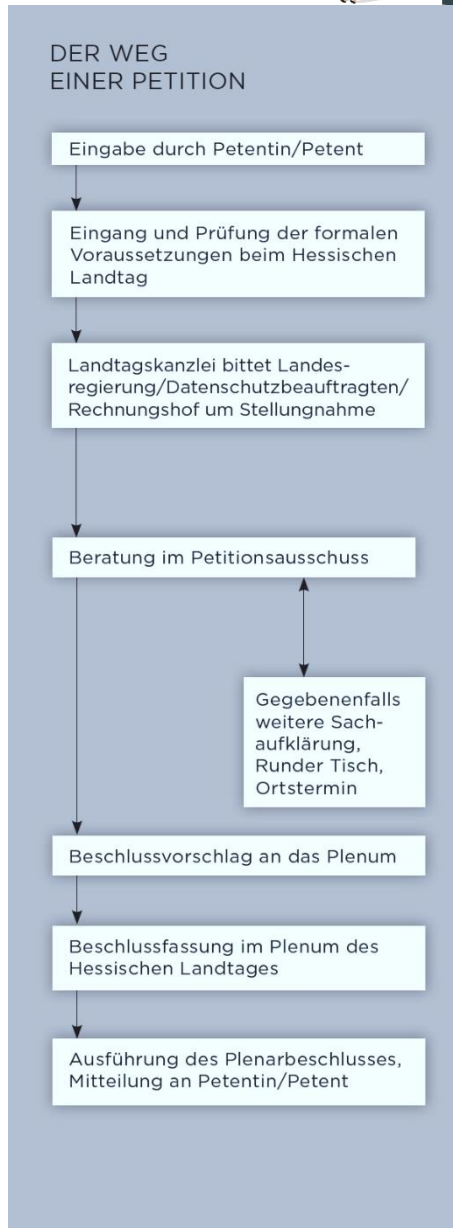 DER WEG
EINER PETITION
Eingabe durch Petentin/Petent
Eingang und Prüfung der formalen
Voraussetzungen beim Hessischen
Landtag
Landtagskanzlei bittet Landes-
regierung/Datenschutzbeauftragten/
Rechnungshof um Stellungnahme
Beratung im Petitionsausschuss
Gegebenenfalls
weitere Sach-
aufklärung,
Runder Tisch,
Ortstermin
Beschlussvorschlag an das Plenum
Beschlussfassung im Plenum des
Hessischen Landtages
Ausführung des Plenarbeschlusses,
Mitteilung an Petentin/Petent